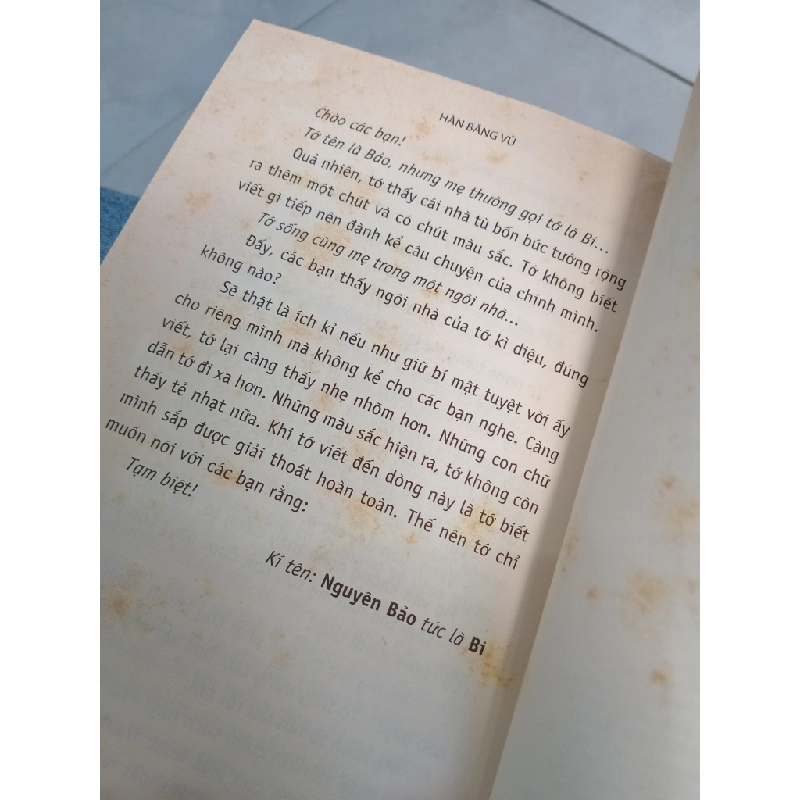 HÀN BĂNG VŨ
Chào các bạn!
Tớ tên là Bảo, nhưng mẹ thường gọi tớ là Bi...
Quả nhiên, tớ thấy cái nhà tù bốn bức tường rộng
ra thêm một chút và có chút màu sắc. Tớ không biết
viết gì tiếp nên đành kể câu chuyện của chính mình.
Tớ sống cùng mẹ trong một ngôi nhà...
Đấy, các bạn thấy ngôi nhà của tớ kì diệu, đúng
không nào?
Sẽ thật là ích kỉ nếu như giữ bí mật tuyệt vời ấy
cho riêng mình mà không kể cho các bạn nghe. Càng
viết, tớ lại càng thấy nhẹ nhõm hơn. Những con chữ
dẫn tớ đi xa hơn. Những màu sắc hiện ra, tớ không còn
thấy tẻ nhạt nữa. Khi tớ viết đến dòng này là tớ biết
mình sắp được giải thoát hoàn toàn. Thế nên tớ chỉ
muốn nói với các bạn rằng:
Tạm biệt!
Kí tên: Nguyên Bảo tức là Bi